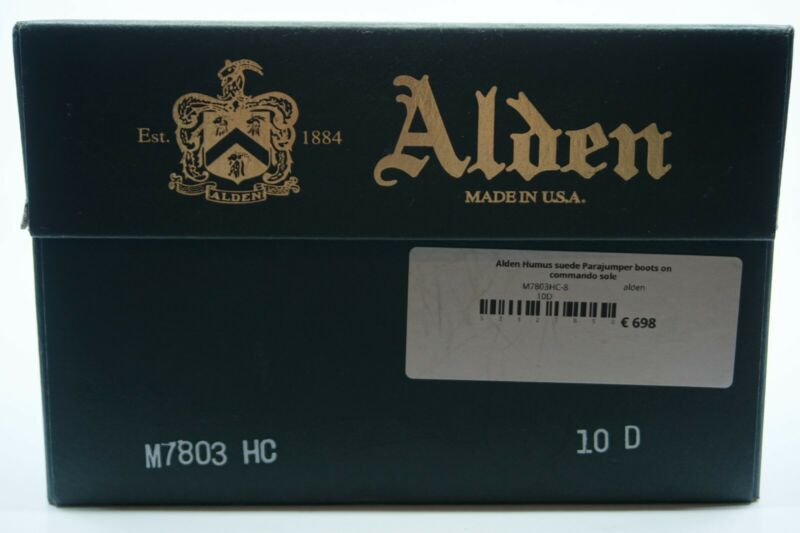 Est.
1884
ALDEN
Alden
MADE IN U.S.A.
Alden Humus suede Parajumper boots on
commando sole
M7803HC-8 alden
10D
€ 698
M7803 HC
10 D